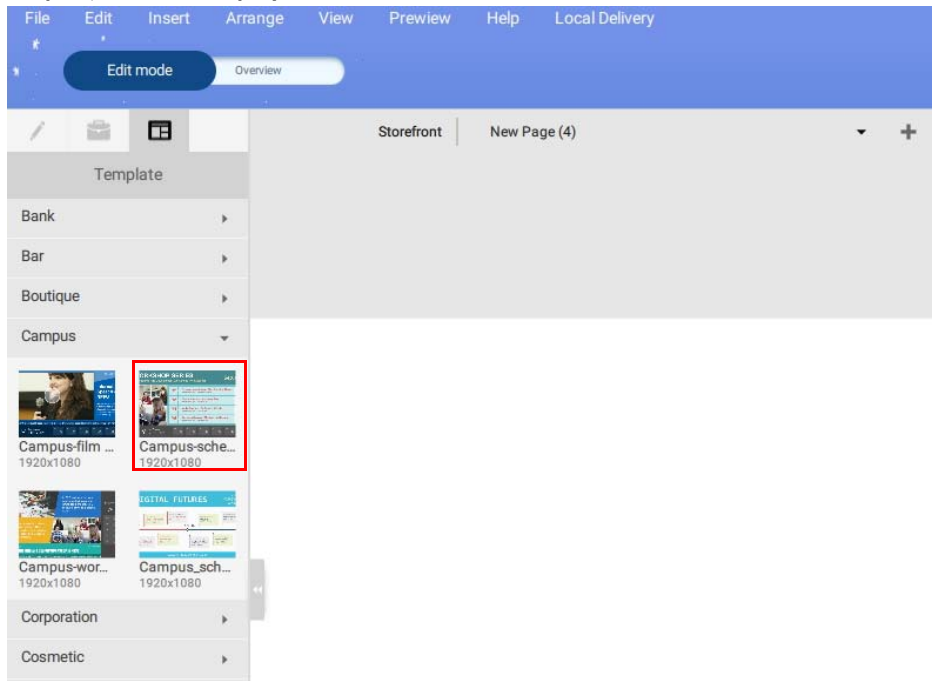 File Edit Insert Arrange View Prewiew Help Local Delivery
Edit mode Overview
Storefront New Page (4)
Template
Bank
Bar
Boutique
Campus
Campus-film ... Campus-sche...
1920x1080 1920x1080
DIGITAL FUTURES
Campus-wor... Campus_sch...
1920x1080 1920x1080
Corporation
Cosmetic